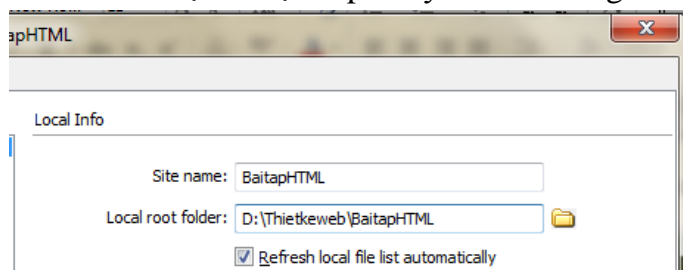 apHTML
Local Info
Site name: BaitapHTML
Local root folder: D:\Thietkeweb\BaitapHTML
Refresh local file list automatically